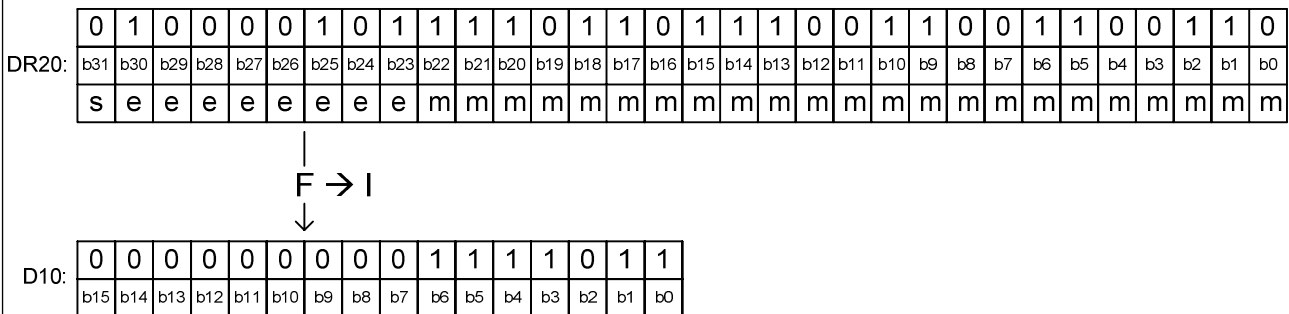 0 1 0 0 0 0 1 0 1 1 1 1 0 1 1 0 1 1 1 0 0 1 1 0 0 1 1 0 0 1 1 0
DR20: b31 b30 b29 b28 b27 b26 b25 b24 b23 b22 b21 b20 b19 b18 b17 b16 b15 b14 b13 b12 b11 b10 b9 b8 b7 b6 b5 b4 b3 b2 b1 b0
s e e e e e e e e m m m m m m m m m m m m m m m m m m m m m m m
F → I
0 0 0 0 0 0 0 0 0 1 1 1 1 0 1 1
D10: b15 b14 b13 b12 b11 b10 b9 b8 b7 b6 b5 b4 b3 b2 b1 b0